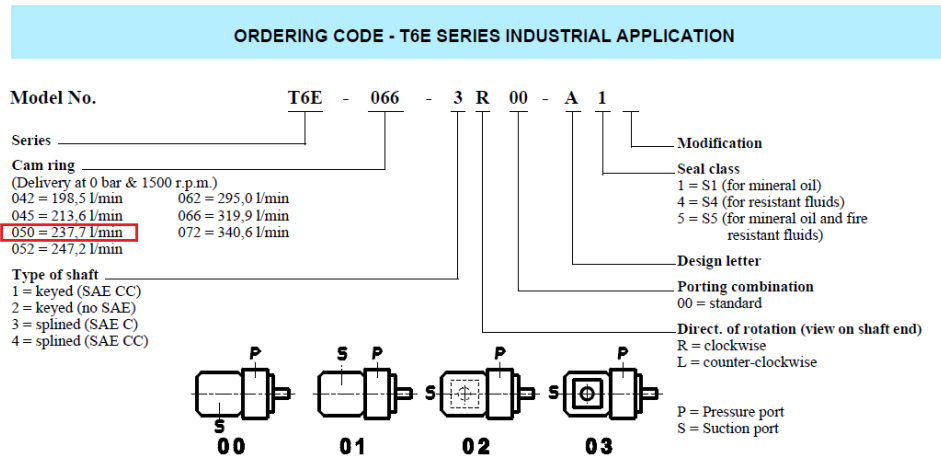 ORDERING CODE - T6E SERIES INDUSTRIAL APPLICATION
Model No. T6E - 066 - 3 R 00 - A 1
Series
Cam ring
(Delivery at 0 bar & 1500 r.p.m.)
042 = 198,5 l/min 062 = 295,0 l/min
045 = 213,6 l/min 066 = 319,9 l/min
050 = 237,7 l/min 072 = 340,6 l/min
052 = 247,2 l/min
Type of shaft
1 = keyed (SAE CC)
2 = keyed (no SAE)
3 = splined (SAE C)
4 = splined (SAE CC)
Modification
Seal class
1 = S1 (for mineral oil)
4 = S4 (for resistant fluids)
5 = S5 (for mineral oil and fire
resistant fluids)
Design letter
Porting combination
00 = standard
Direct. of rotation (view on shaft end)
R = clockwise
L = counter-clockwise
P = Pressure port
S = Suction port
P S P P P
S S
S
00 01 02 03